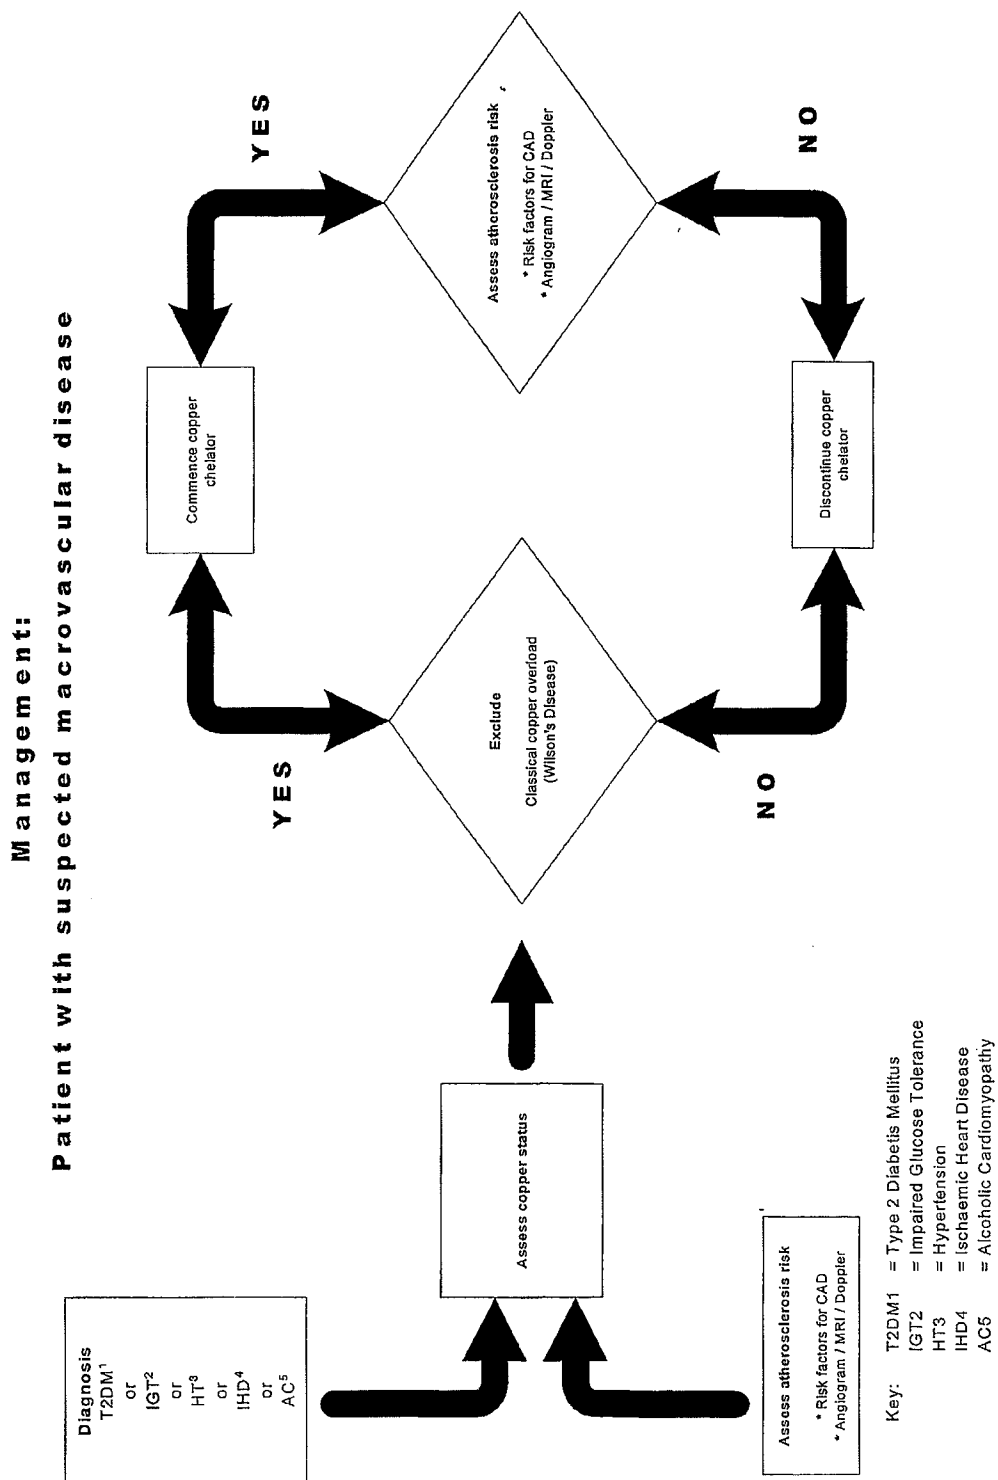 Management:
Patient with suspected macrovascular disease
Diagnosis
T2DM¹
or
IGT²
or
HT³
or
IHD⁴
or
AC⁵
Assess atherosclerosis risk
* Risk factors for CAD
* Angiogram / MRI / Doppler
Assess copper status
Exclude
Classical copper overload
(Wilson's Disease)
YES
NO
Commence copper
chelator
Discontinue copper
chelator
YES
NO
Assess atherosclerosis risk
* Risk factors for CAD
* Angiogram / MRI / Doppler
Key: T2DM1 = Type 2 Diabetis Mellitus
IGT2 = Impaired Glucose Tolerance
HT3 = Hypertension
IHD4 = Ischaemic Heart Disease
AC5 = Alcoholic Cardiomyopathy